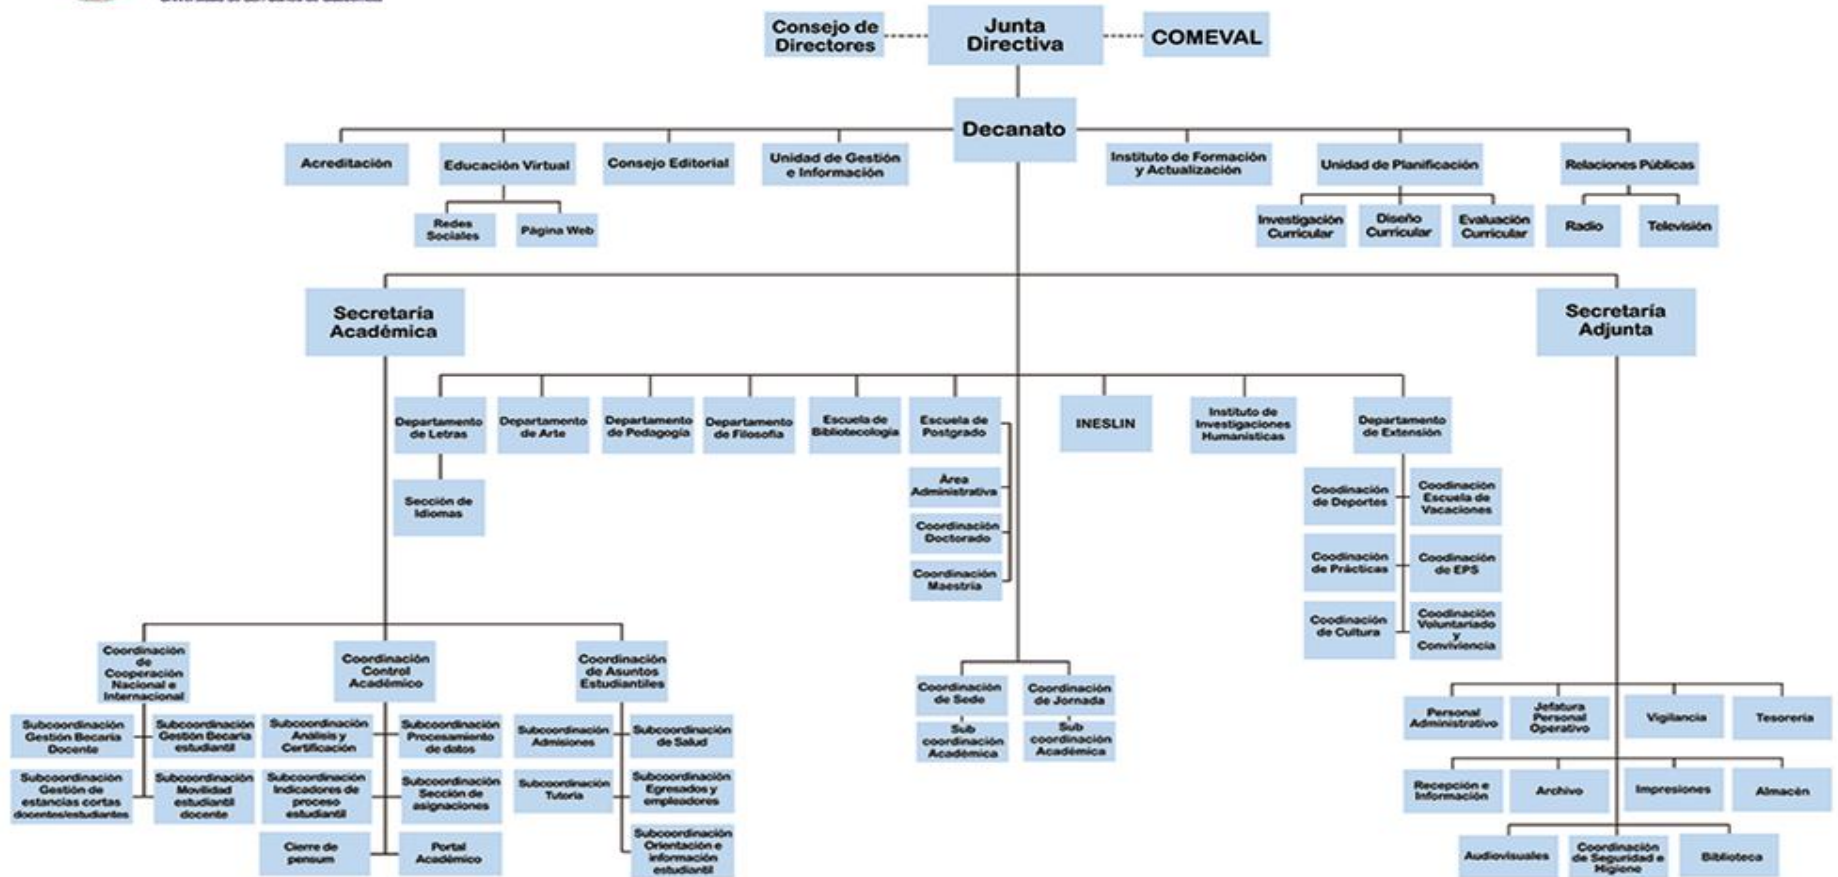 Consejo de
Directores
Junta
Directiva
COMEVAL
Decanato
Acreditación
Educación Virtual
Consejo Editorial
Unidad de Gestión
e Información
Instituto de Formación
y Actualización
Unidad de Planificación
Relaciones Públicas
Redes
Sociales
Página Web
Investigación
Curricular
Diseño
Curricular
Evaluación
Curricular
Radio
Televisión
Secretaría
Académica
Secretaría
Adjunta
Departamento
de Letras
Departamento
de Arte
Departamento
de Pedagogía
Departamento
de Filosofía
Escuela de
Bibliotecología
Escuela de
Postgrado
INESLIN
Instituto de
Investigaciones
Humanísticas
Departamento
de Extensión
Sección de
Idiomas
Área
Administrativa
Coordinación
Doctorado
Coordinación
Maestría
Coodinación
de Deportes
Coodinación
Escuela de
Vacaciones
Coodinación
de Prácticas
Coodinación
de EPS
Coodinación
de Cultura
Coodinación
Voluntariado
y
Conviviencia
Coordinación
de
Cooperación
Nacional e
Internacional
Coordinación
Control
Académico
Coordinación
de Asuntos
Estudiantiles
Subcoordinación
Gestión Becaria
Docente
Subcoordinación
Gestión Becaria
estudiantil
Subcoordinación
Análisis y
Certificación
Subcoordinación
Procesamiento
de datos
Subcoordinación
Admisiones
Subcoordinación
de Salud
Subcoordinación
Gestión de
estancias cortas
docentes/estudiantes
Subcoordinación
Movilidad
estudiantil
docente
Subcoordinación
Indicadores de
proceso
estudiantil
Subcoordinación
Sección de
asignaciones
Subcoordinación
Tutoria
Subcoordinación
Egresados y
empleadores
Cierre de
pensum
Portal
Académico
Subcoordinación
Orientación e
información
estudiantil
Coordinación
de Sede
Coordinación
de Jornada
Sub
coordinación
Académica
Sub
coordinación
Académica
Personal
Administrativo
Jefatura
Personal
Operativo
Vigilancia
Tesorería
Recepción e
Información
Archivo
Impresiones
Almacén
Audiovisuales
Coordinación
de Seguridad e
Higiene
Biblioteca